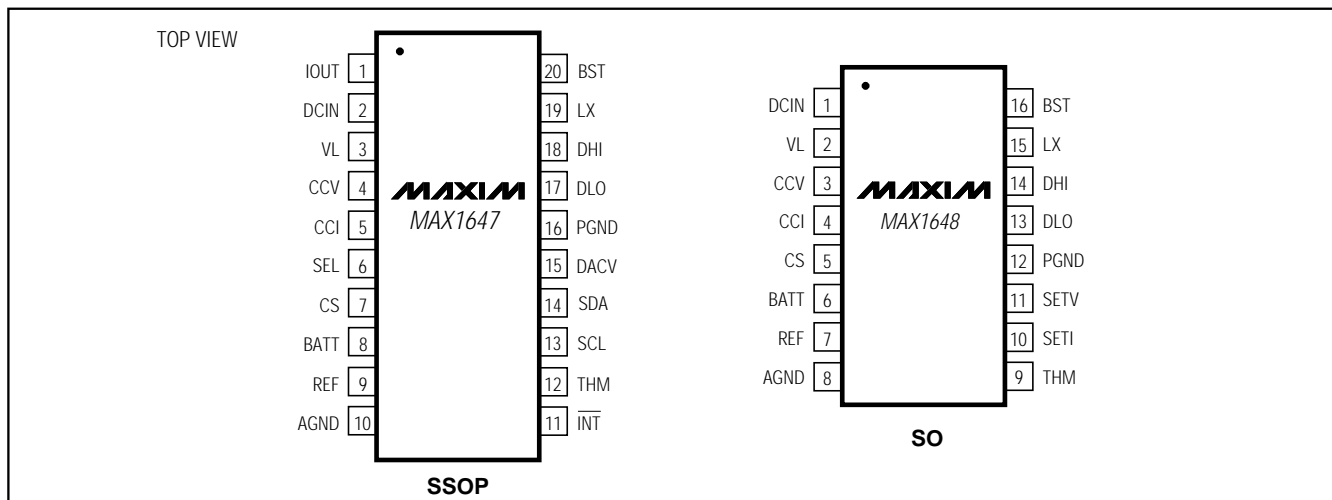 TOP VIEW
IOUT 1
DCIN 2
VL 3
CCV 4
CCI 5
SEL 6
CS 7
BATT 8
REF 9
AGND 10
MAXIM
MAX1647
20 BST
19 LX
18 DHI
17 DLO
16 PGND
15 DACV
14 SDA
13 SCL
12 THM
11 INT
SSOP
DCIN 1
VL 2
CCV 3
CCI 4
CS 5
BATT 6
REF 7
AGND 8
MAXIM
MAX1648
16 BST
15 LX
14 DHI
13 DLO
12 PGND
11 SETV
10 SETI
9 THM
SO